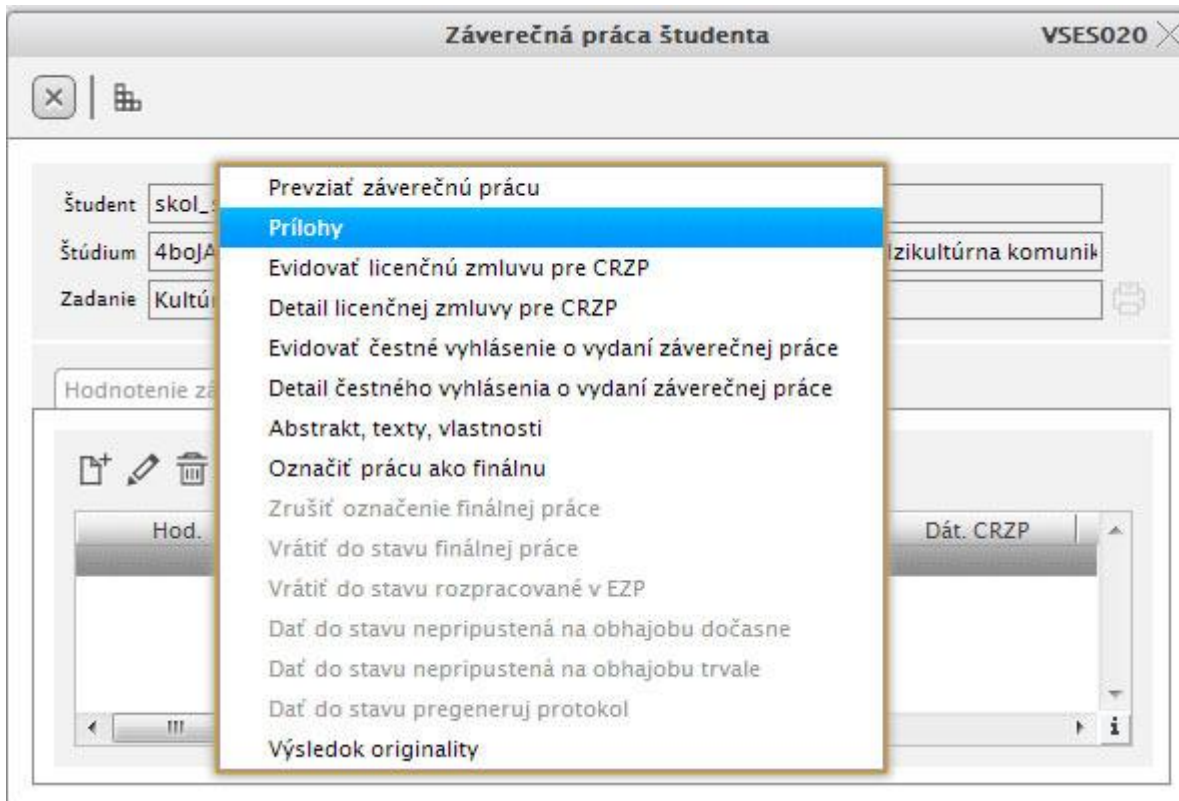 Záverečná práca študenta VSES020
Študent skol_
Štúdium 4boJA zikultúrna komunik
Zadanie Kultú
Hodnotenie zá
Prevziať záverečnú prácu
Prílohy
Evidovať licenčnú zmluvu pre CRZP
Detail licenčnej zmluvy pre CRZP
Evidovať čestné vyhlásenie o vydaní záverečnej práce
Detail čestného vyhlásenia o vydaní záverečnej práce
Abstrakt, texty, vlastnosti
Označiť prácu ako finálnu
Zrušiť označenie finálnej práce
Vrátiť do stavu finálnej práce
Vrátiť do stavu rozpracované v EZP
Dať do stavu nepripustená na obhajobu dočasne
Dať do stavu nepripustená na obhajobu trvale
Dať do stavu pregeneruj protokol
Výsledok originality
Hod. Dát. CRZP
i